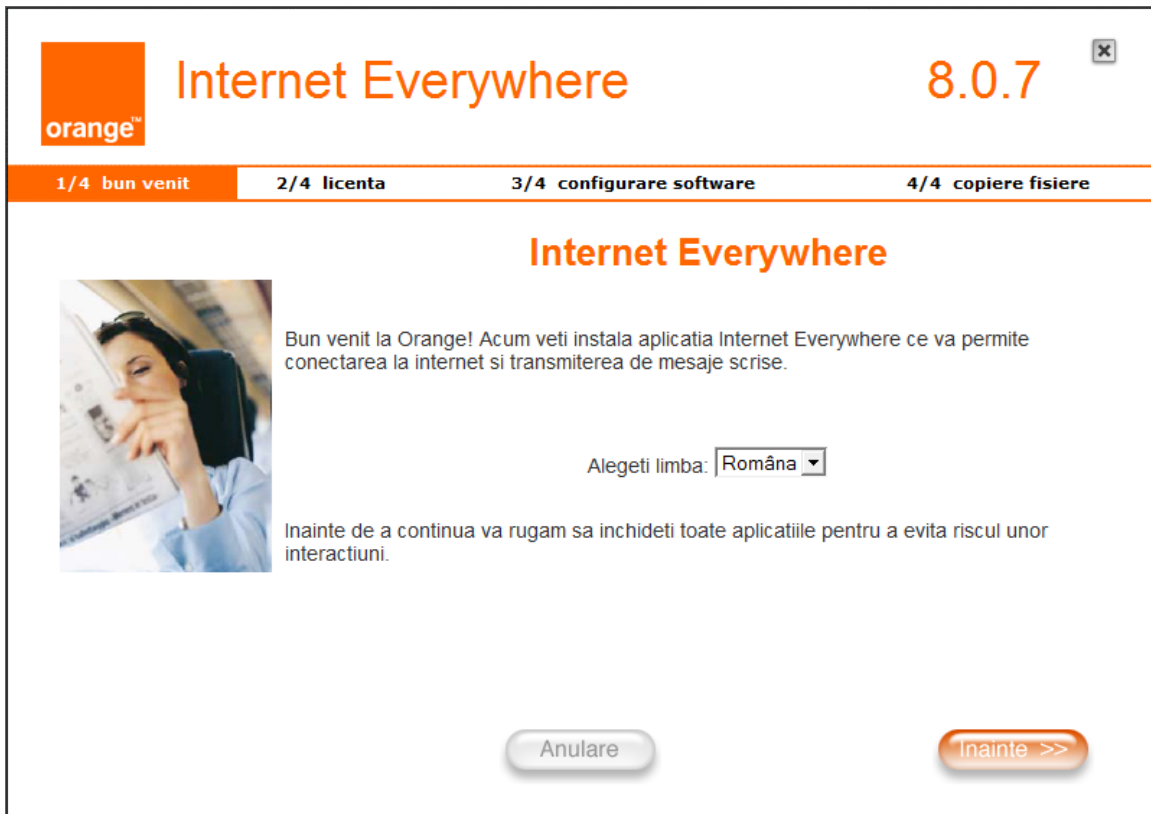 Internet Everywhere
8.0.7
orange™
1/4 bun venit
2/4 licenta
3/4 configurare software
4/4 copiere fisiere
Internet Everywhere
Bun venit la Orange! Acum veti instala aplicatia Internet Everywhere ce va permite
conectarea la internet si transmiterea de mesaje scrise.
Alegeti limba: Româna
Inainte de a continua va rugam sa inchideti toate aplicatiile pentru a evita riscul unor
interactiuni.
Anulare
Inainte >>